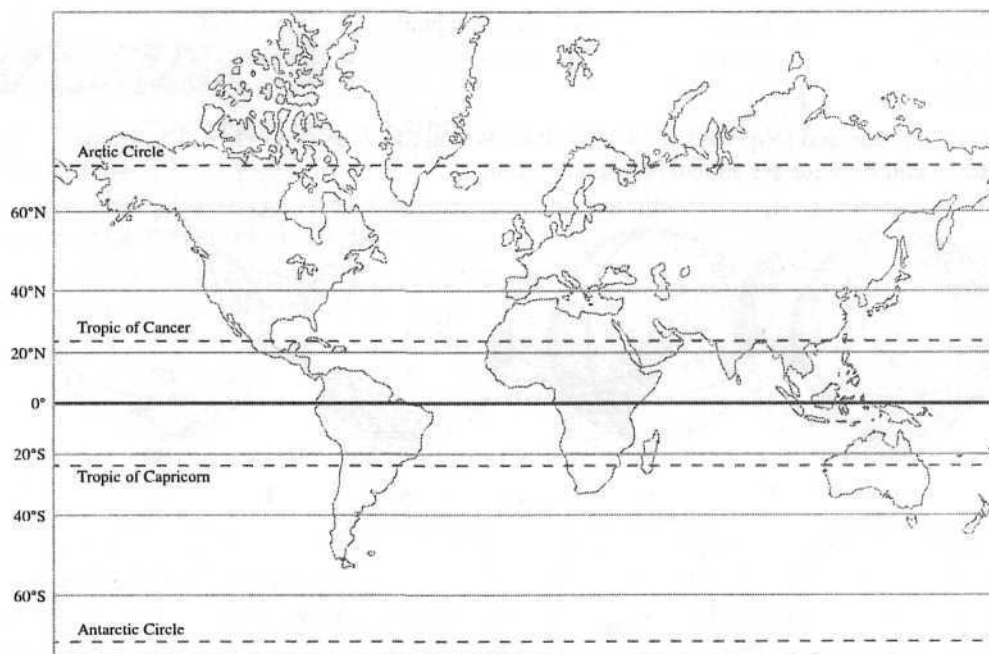 Arctic Circle
60°N
40°N
Tropic of Cancer
20°N
0°
20°S
Tropic of Capricorn
40°S
60°S
Antarctic Circle